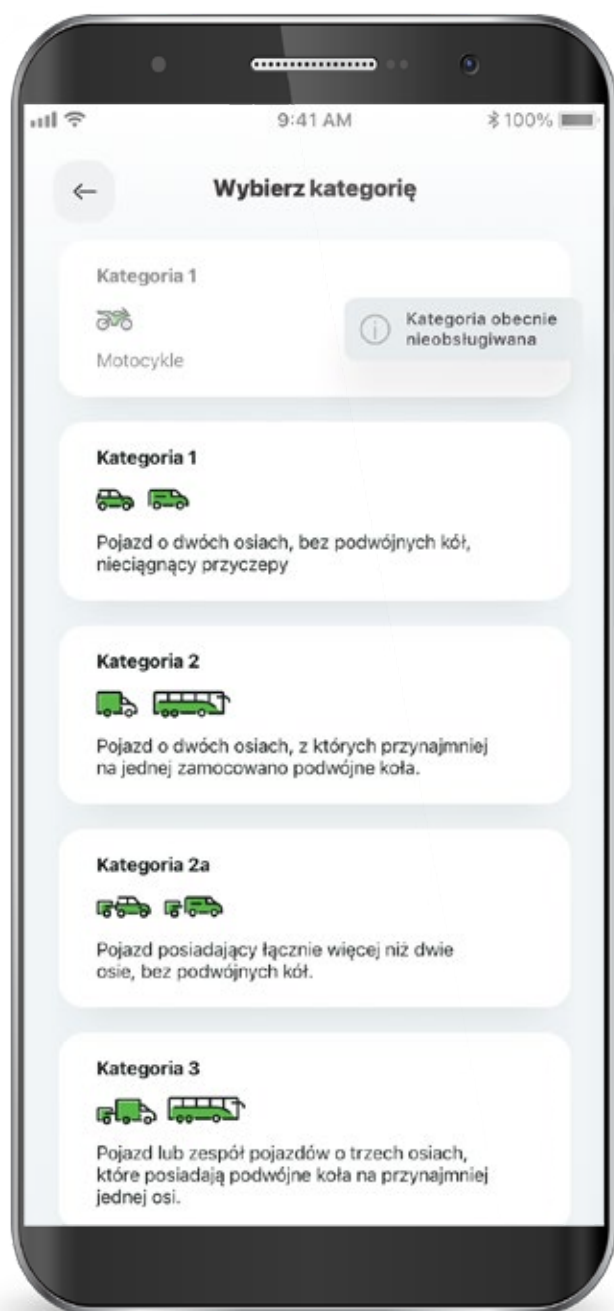 9:41 AM
100%
Wybierz kategorię
Kategoria 1
Kategoria obecnie
nieobsługiwana
Motocykle
Kategoria 1
Pojazd o dwóch osiach, bez podwójnych kół,
nieciągnący przyczepy
Kategoria 2
Pojazd o dwóch osiach, z których przynajmniej
na jednej zamocowano podwójne koła.
Kategoria 2a
Pojazd posiadający łącznie więcej niż dwie
osie, bez podwójnych kół.
Kategoria 3
Pojazd lub zespół pojazdów o trzech osiach,
które posiadają podwójne koła na przynajmniej
jednej osi.